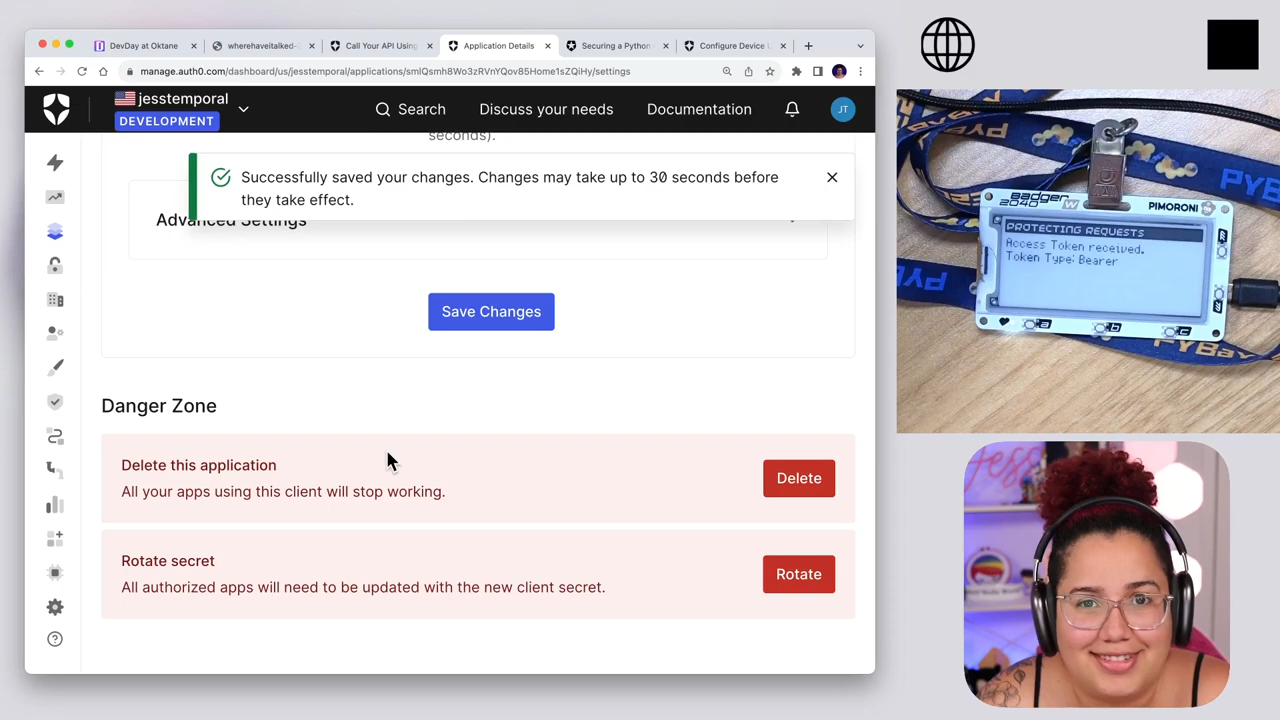 DevDay at Oktane
wherehaveitalked-
Call Your API Using
Application Details
Securing a Python
Configure Device
manage.auth0.com/dashboard/us/jesstemporal/applications/smlQsmh8Wo3zRVnYQov85Home1sZQiHy/settings
jesstemporal
DEVELOPMENT
Search
Discuss your needs
Documentation
JT
seconds).
Successfully saved your changes. Changes may take up to 30 seconds before
they take effect.
Advanced Settings
Save Changes
Danger Zone
Delete this application
All your apps using this client will stop working.
Delete
Rotate secret
All authorized apps will need to be updated with the new client secret.
Rotate
PYB
badger
2040 W
PIMORONI
PROTECTING REQUESTS
Access Token received.
Token Type: Bearer
a
b
c
PYBay